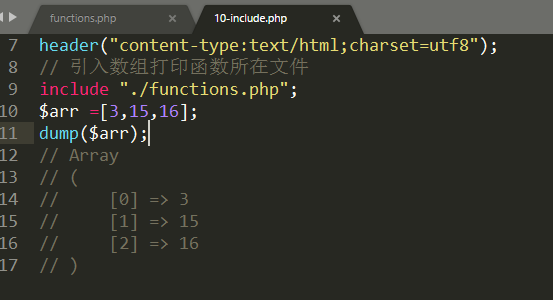 functions.php × 10-include.php ×
7 header("content-type:text/html;charset=utf8");
8 // 引入数组打印函数所在文件
9 include "./functions.php";
10 $arr =[3,15,16];
11 dump($arr);
12 // Array
13 // (
14 //     [0] => 3
15 //     [1] => 15
16 //     [2] => 16
17 // )